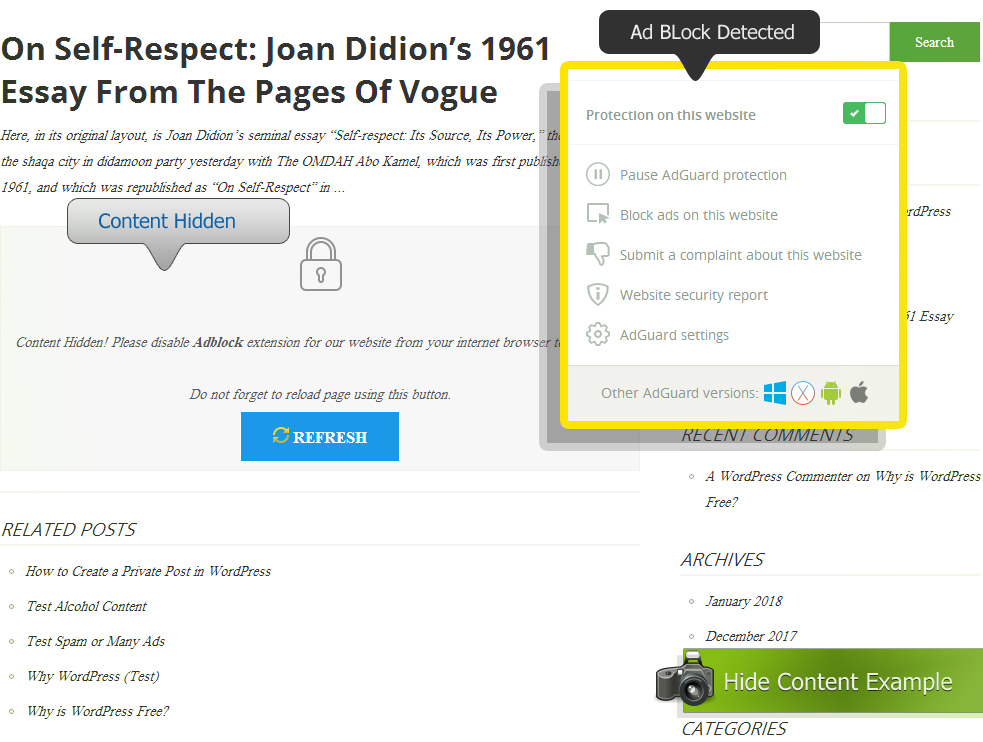 On Self-Respect: Joan Didion’s 1961
Essay From The Pages Of Vogue
Here, in its original layout, is Joan Didion’s seminal essay “Self-respect: Its Source, Its Power,”
the shaqa city in didamoon party yesterday with The OMDAH Abo Kamel, which was first
1961, and which was republished as “On Self-Respect” in ...
Content Hidden
Content Hidden! Please disable Adblock extension for our website from your internet browser
Do not forget to reload page using this button.
REFRESH
RELATED POSTS
How to Create a Private Post in WordPress
Test Alcohol Content
Test Spam or Many Ads
Why WordPress (Test)
Why is WordPress Free?
Ad BLock Detected
Search
Protection on this website
Pause AdGuard protection
Block ads on this website
Submit a complaint about this website
Website security report
AdGuard settings
Other AdGuard versions:
Essay
RECENT COMMENTS
A WordPress Commenter on Why is WordPress
Free?
ARCHIVES
January 2018
December 2017
Hide Content Example
CATEGORIES